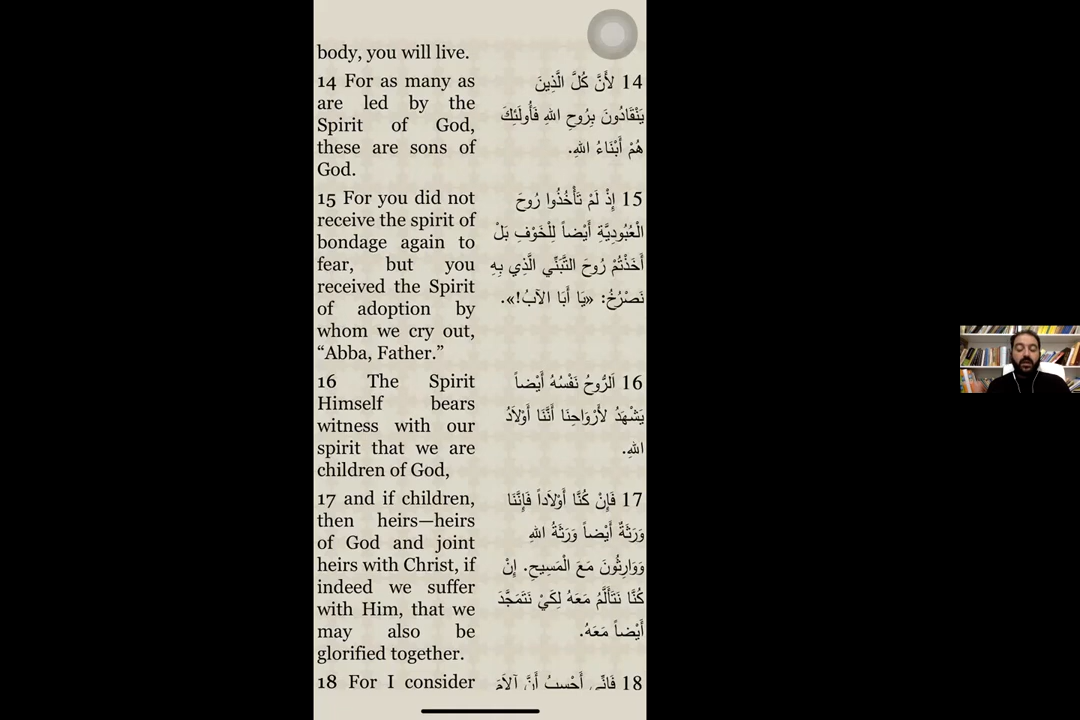 body, you will live.
14 For as many as
are led by the
Spirit of God,
these are sons of
God.
14 لأَنَّ كُلَّ الَّذِينَ
يَنْقَادُونَ بِرُوحِ اللهِ فَأُولَئِكَ
هُمْ أَبْنَاءُ اللهِ.
15 For you did not
receive the spirit of
bondage again to
fear, but you
received the Spirit
of adoption by
whom we cry out,
“Abba, Father.”
15 إِذْ لَمْ تَأْخُذُوا رُوحَ
الْعُبُودِيَّةِ أَيْضاً لِلْخَوْفِ بَلْ
أَخَذْتُمْ رُوحَ التَّبَنِّي الَّذِي بِهِ
نَصْرُخُ: «يَا أَبَا الآبُ!».
16 The Spirit
Himself bears
witness with our
spirit that we are
children of God,
16 اَلرُّوحُ نَفْسُهُ أَيْضاً
يَشْهَدُ لأَرْوَاحِنَا أَنَّنَا أَوْلاَدُ
اللهِ.
17 and if children,
then heirs—heirs
of God and joint
heirs with Christ, if
indeed we suffer
with Him, that we
may also be
glorified together.
17 فَإِنْ كُنَّا أَوْلاَداً فَإِنَّنَا
وَرَثَةٌ أَيْضاً وَرَثَةُ اللهِ
وَوَارِثُونَ مَعَ الْمَسِيحِ. إِنْ
كُنَّا نَتَأَلَّمُ مَعَهُ لِكَيْ نَتَمَجَّدَ
أَيْضاً مَعَهُ.
18 For I consider
18 فَإِنِّي أَحْسِبُ أَنَّ آلاَمَ